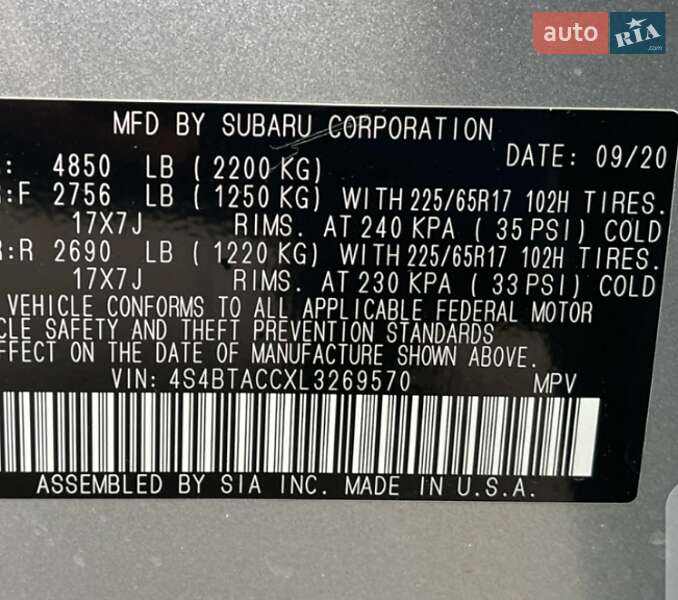 auto RIA.com
MFD BY SUBARU CORPORATION
DATE: 09/20
: 4850 LB ( 2200 KG)
R:F 2756 LB ( 1250 KG) WITH 225/65R17 102H TIRES.
17X7J RIMS. AT 240 KPA ( 35 PSI) COLD
R:R 2690 LB ( 1220 KG) WITH 225/65R17 102H TIRES.
17X7J RIMS. AT 230 KPA ( 33 PSI) COLD
VEHICLE CONFORMS TO ALL APPLICABLE FEDERAL MOTOR
CLE SAFETY AND THEFT PREVENTION STANDARDS
EFFECT ON THE DATE OF MANUFACTURE SHOWN ABOVE.
VIN: 4S4BTACCXL3269570 MPV
ASSEMBLED BY SIA INC. MADE IN U.S.A.